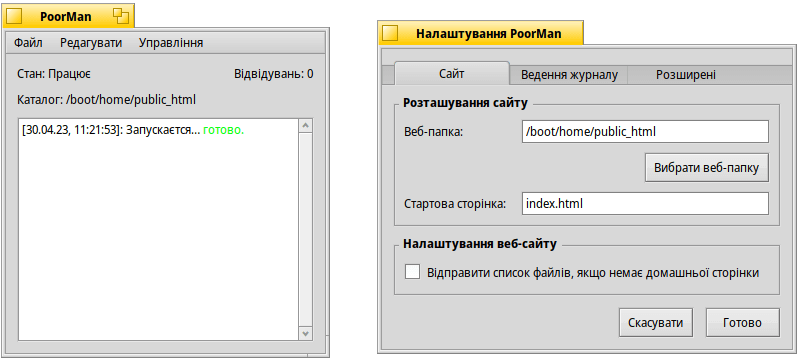 PoorMan
Файл Редагувати Управління
Стан: Працює Відвідувань: 0
Каталог: /boot/home/public_html
[30.04.23, 11:21:53]: Запускаєтся... готово.
Налаштування PoorMan
Сайт Ведення журналу Розширені
Розташування сайту
Веб-папка: /boot/home/public_html
Вибрати веб-папку
Стартова сторінка: index.html
Налаштування веб-сайту
Відправити список файлів, якщо немає домашньої сторінки
Скасувати Готово